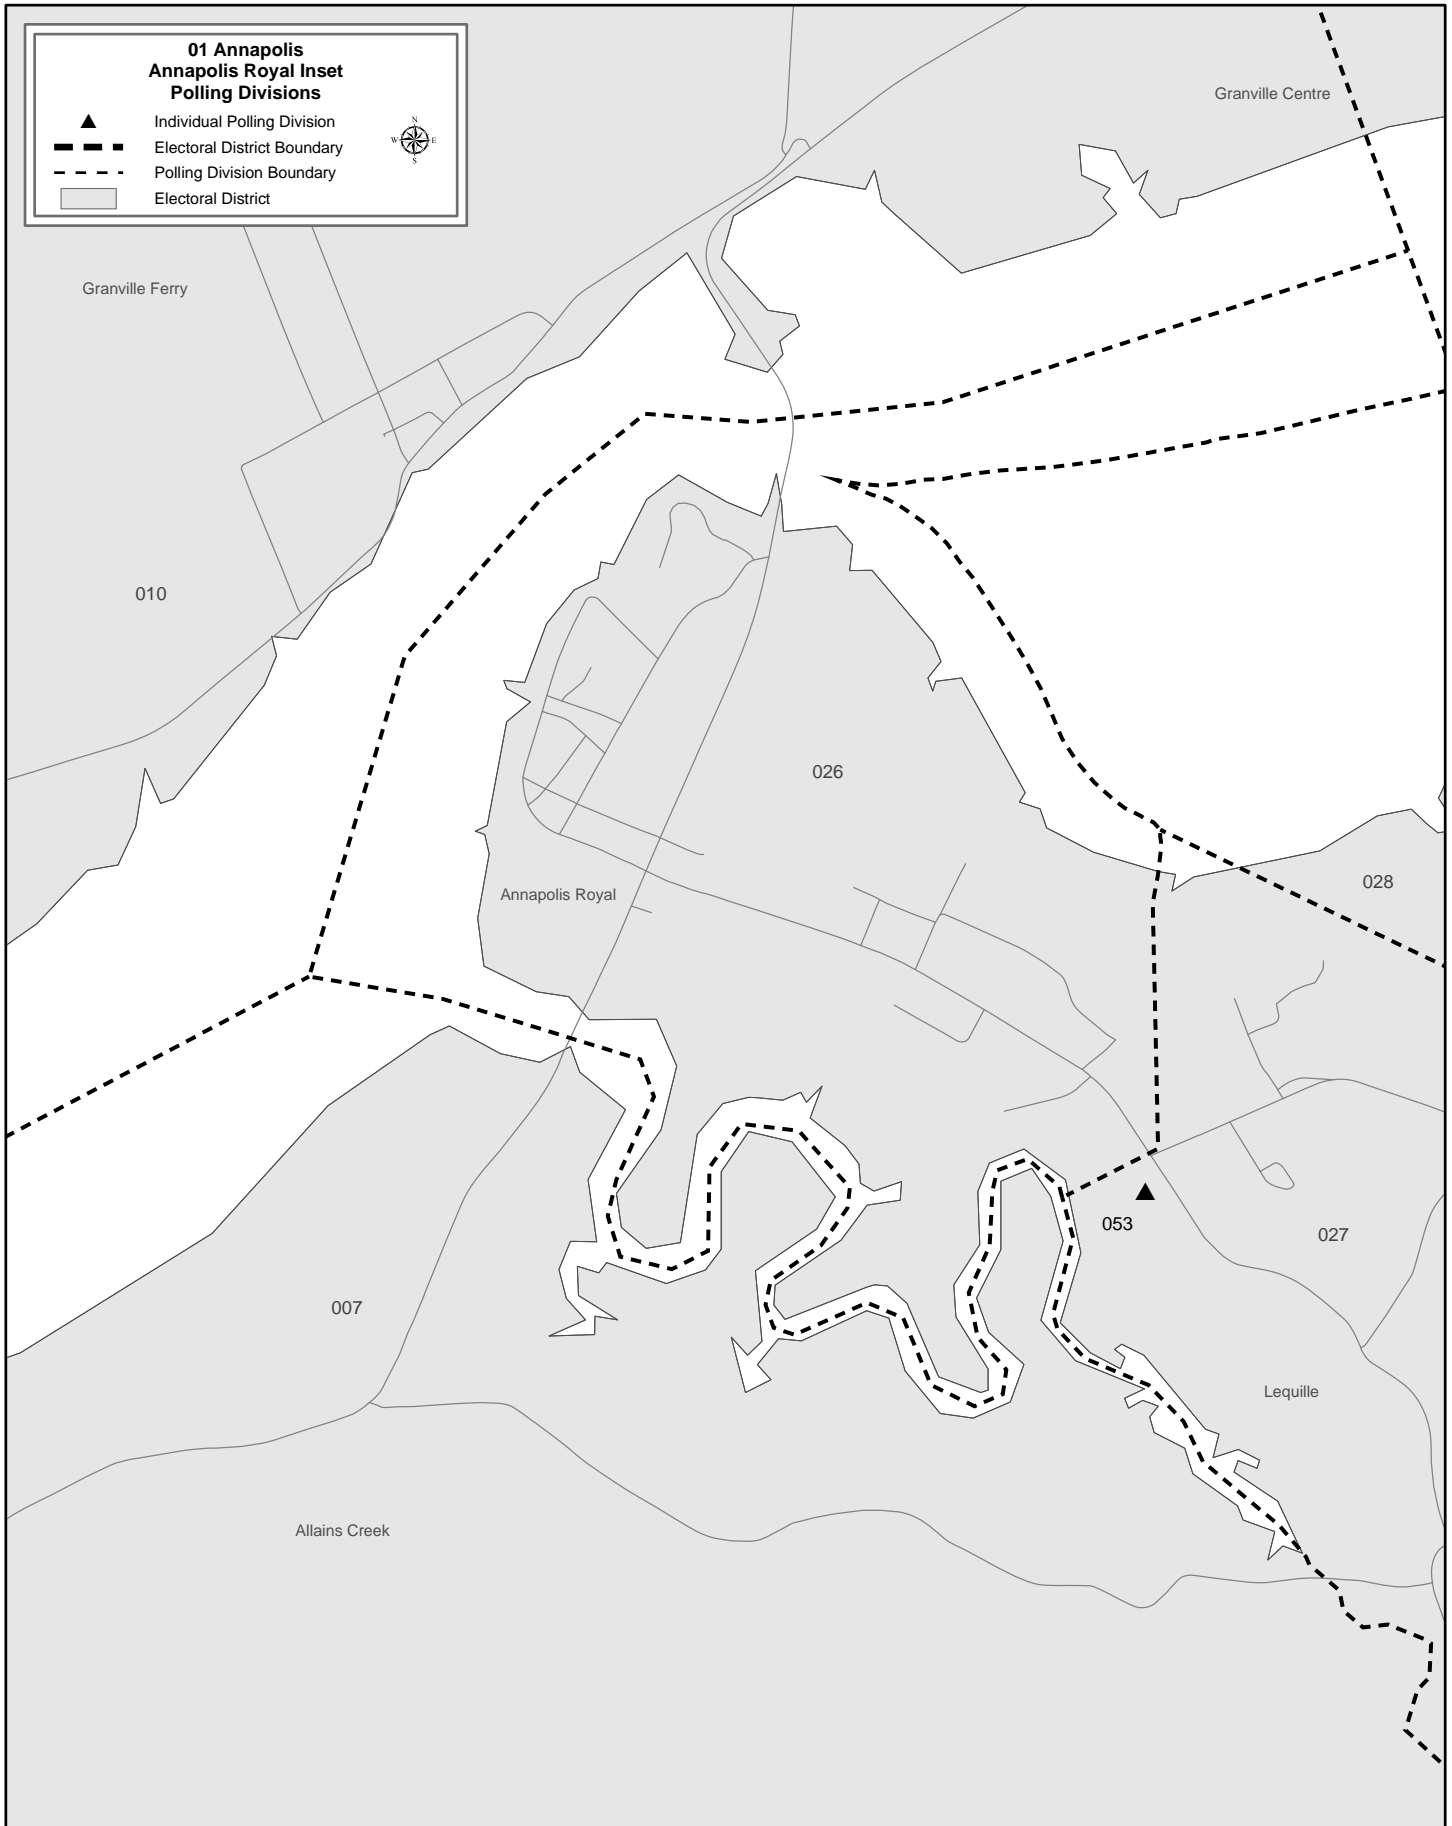 01 Annapolis
Annapolis Royal Inset
Polling Divisions
Individual Polling Division
Electoral District Boundary
Polling Division Boundary
Electoral District
N
W E
S
Granville Centre
Granville Ferry
010
026
028
Annapolis Royal
053
027
007
Lequille
Allains Creek